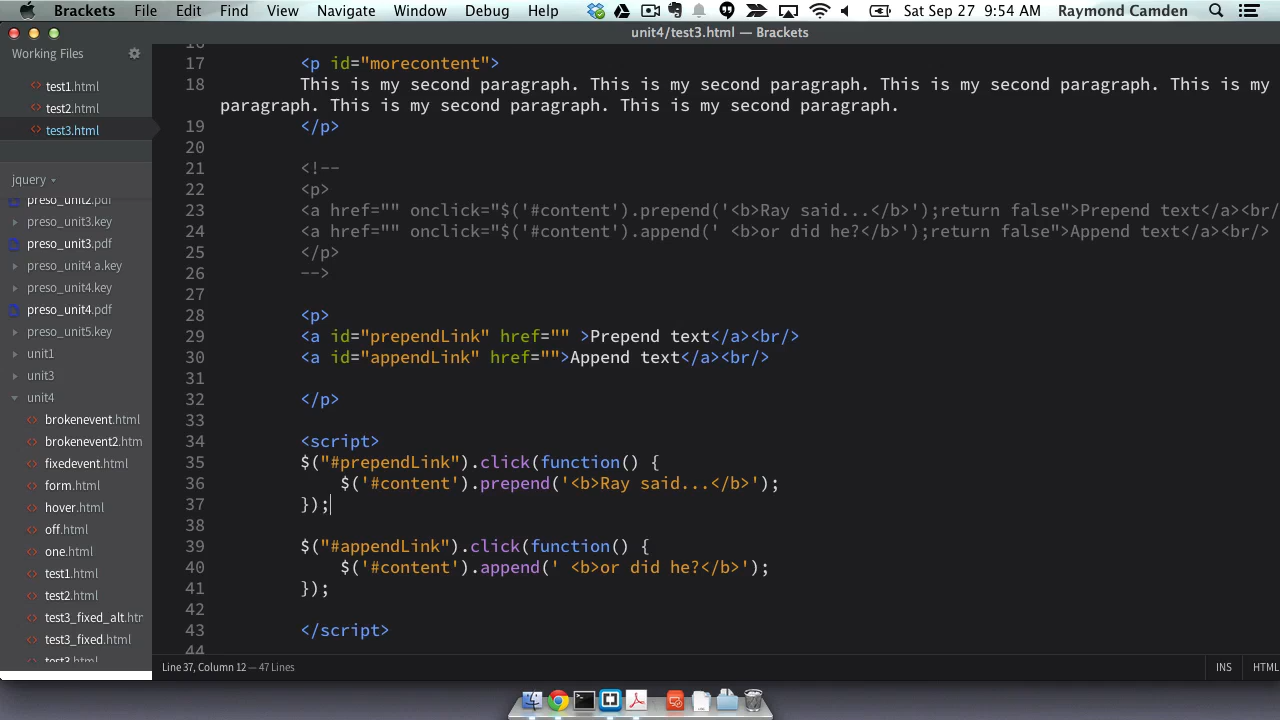 Brackets File Edit Find View Navigate Window Debug Help Sat Sep 27 9:54 AM Raymond Camden
unit4/test3.html — Brackets
Working Files
test1.html
test2.html
test3.html
jquery
preso_unit2.pdf
preso_unit3.key
preso_unit3.pdf
preso_unit4 a.key
preso_unit4.key
preso_unit4.pdf
preso_unit5.key
unit1
unit3
unit4
brokenevent.html
brokenevent2.htm
fixedevent.html
form.html
hover.html
off.html
one.html
test1.html
test2.html
test3_fixed_alt.htr
test3_fixed.html
test3.html
16
17 <p id="morecontent">
18 This is my second paragraph. This is my second paragraph. This is my second paragraph. This is my
paragraph. This is my second paragraph. This is my second paragraph.
19 </p>
20
21 <!--
22 <p>
23 <a href="" onclick="$('#content').prepend('<b>Ray said...</b>');return false">Prepend text</a><br/
24 <a href="" onclick="$('#content').append(' <b>or did he?</b>');return false">Append text</a><br/>
25 </p>
26 -->
27
28 <p>
29 <a id="prependLink" href="" >Prepend text</a><br/>
30 <a id="appendLink" href="">Append text</a><br/>
31
32 </p>
33
34 <script>
35 $("#prependLink").click(function() {
36 $('#content').prepend('<b>Ray said...</b>');
37 });
38
39 $("#appendLink").click(function() {
40 $('#content').append(' <b>or did he?</b>');
41 });
42
43 </script>
44
Line 37, Column 12 — 47 Lines INS HTML